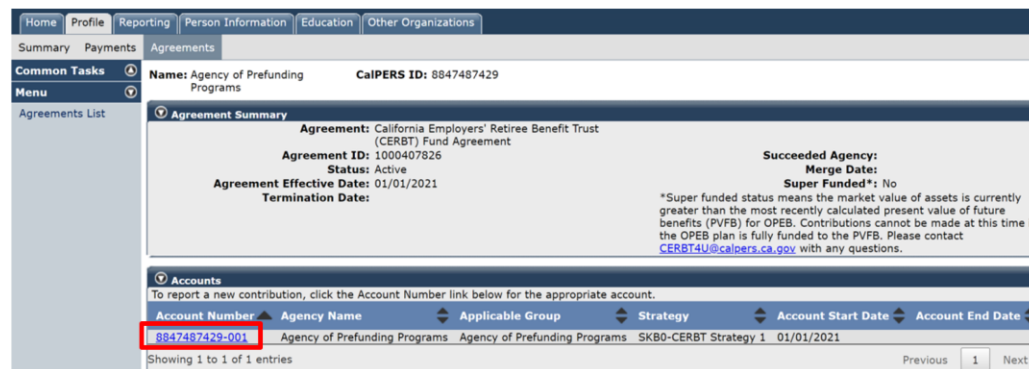 Home Profile Reporting Person Information Education Other Organizations
Summary Payments Agreements
Common Tasks
Menu
Agreements List
Name: Agency of Prefunding Programs CalPERS ID: 8847487429
Agreement Summary
Agreement: California Employers' Retiree Benefit Trust
(CERBT) Fund Agreement
Agreement ID: 1000407826
Status: Active
Agreement Effective Date: 01/01/2021
Termination Date:
Succeeded Agency:
Merge Date:
Super Funded*: No
*Super funded status means the market value of assets is currently
greater than the most recently calculated present value of future
benefits (PVFB) for OPEB. Contributions cannot be made at this time
the OPEB plan is fully funded to the PVFB. Please contact
CERBT4U@calpers.ca.gov with any questions.
Accounts
To report a new contribution, click the Account Number link below for the appropriate account.
Account Number Agency Name Applicable Group Strategy Account Start Date Account End Date
8847487429-001 Agency of Prefunding Programs Agency of Prefunding Programs SKB0-CERBT Strategy 1 01/01/2021
Showing 1 to 1 of 1 entries Previous 1 Next